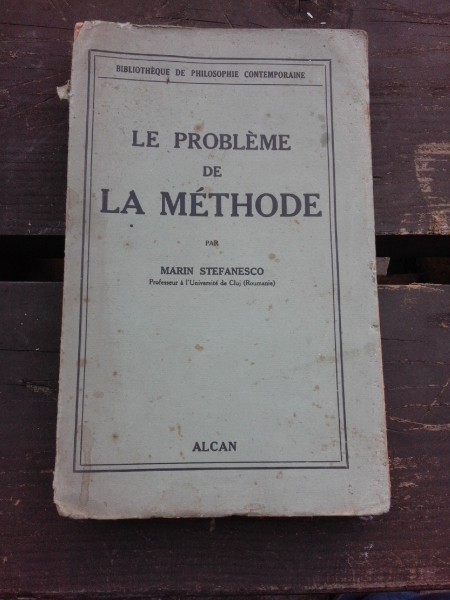 BIBLIOTHÈQUE DE PHILOSOPHIE CONTEMPORAINE
LE PROBLÈME
DE
LA MÉTHODE
PAR
MARIN STEFANESCO
Professeur à l'Université de Cluj (Roumanie)
ALCAN